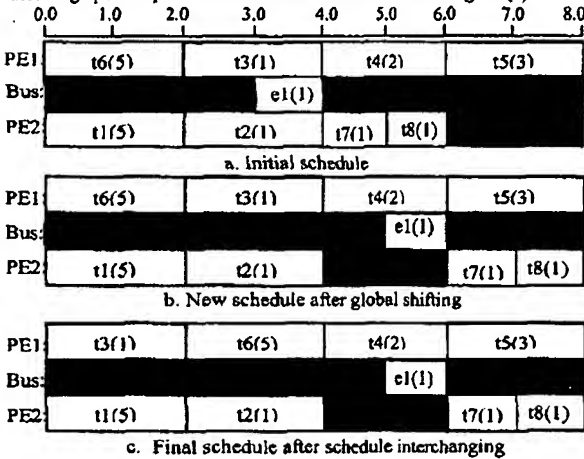 0.0 1.0 2.0 3.0 4.0 5.0 6.0 7.0 8.0
PE1: t6(5) t3(1) t4(2) t5(3)
Bus: e1(1)
PE2: t1(5) t2(1) t7(1) t8(1)
a. Initial schedule
PE1 t6(5) t3(1) t4(2) t5(3)
Bus: e1(1)
PE2 t1(5) t2(1) t7(1) t8(1)
b. New schedule after global shifting
PE1 t3(1) t6(5) t4(2) t5(3)
Bus: e1(1)
PE2 t1(5) t2(1) t7(1) t8(1)
c. Final schedule after schedule interchanging